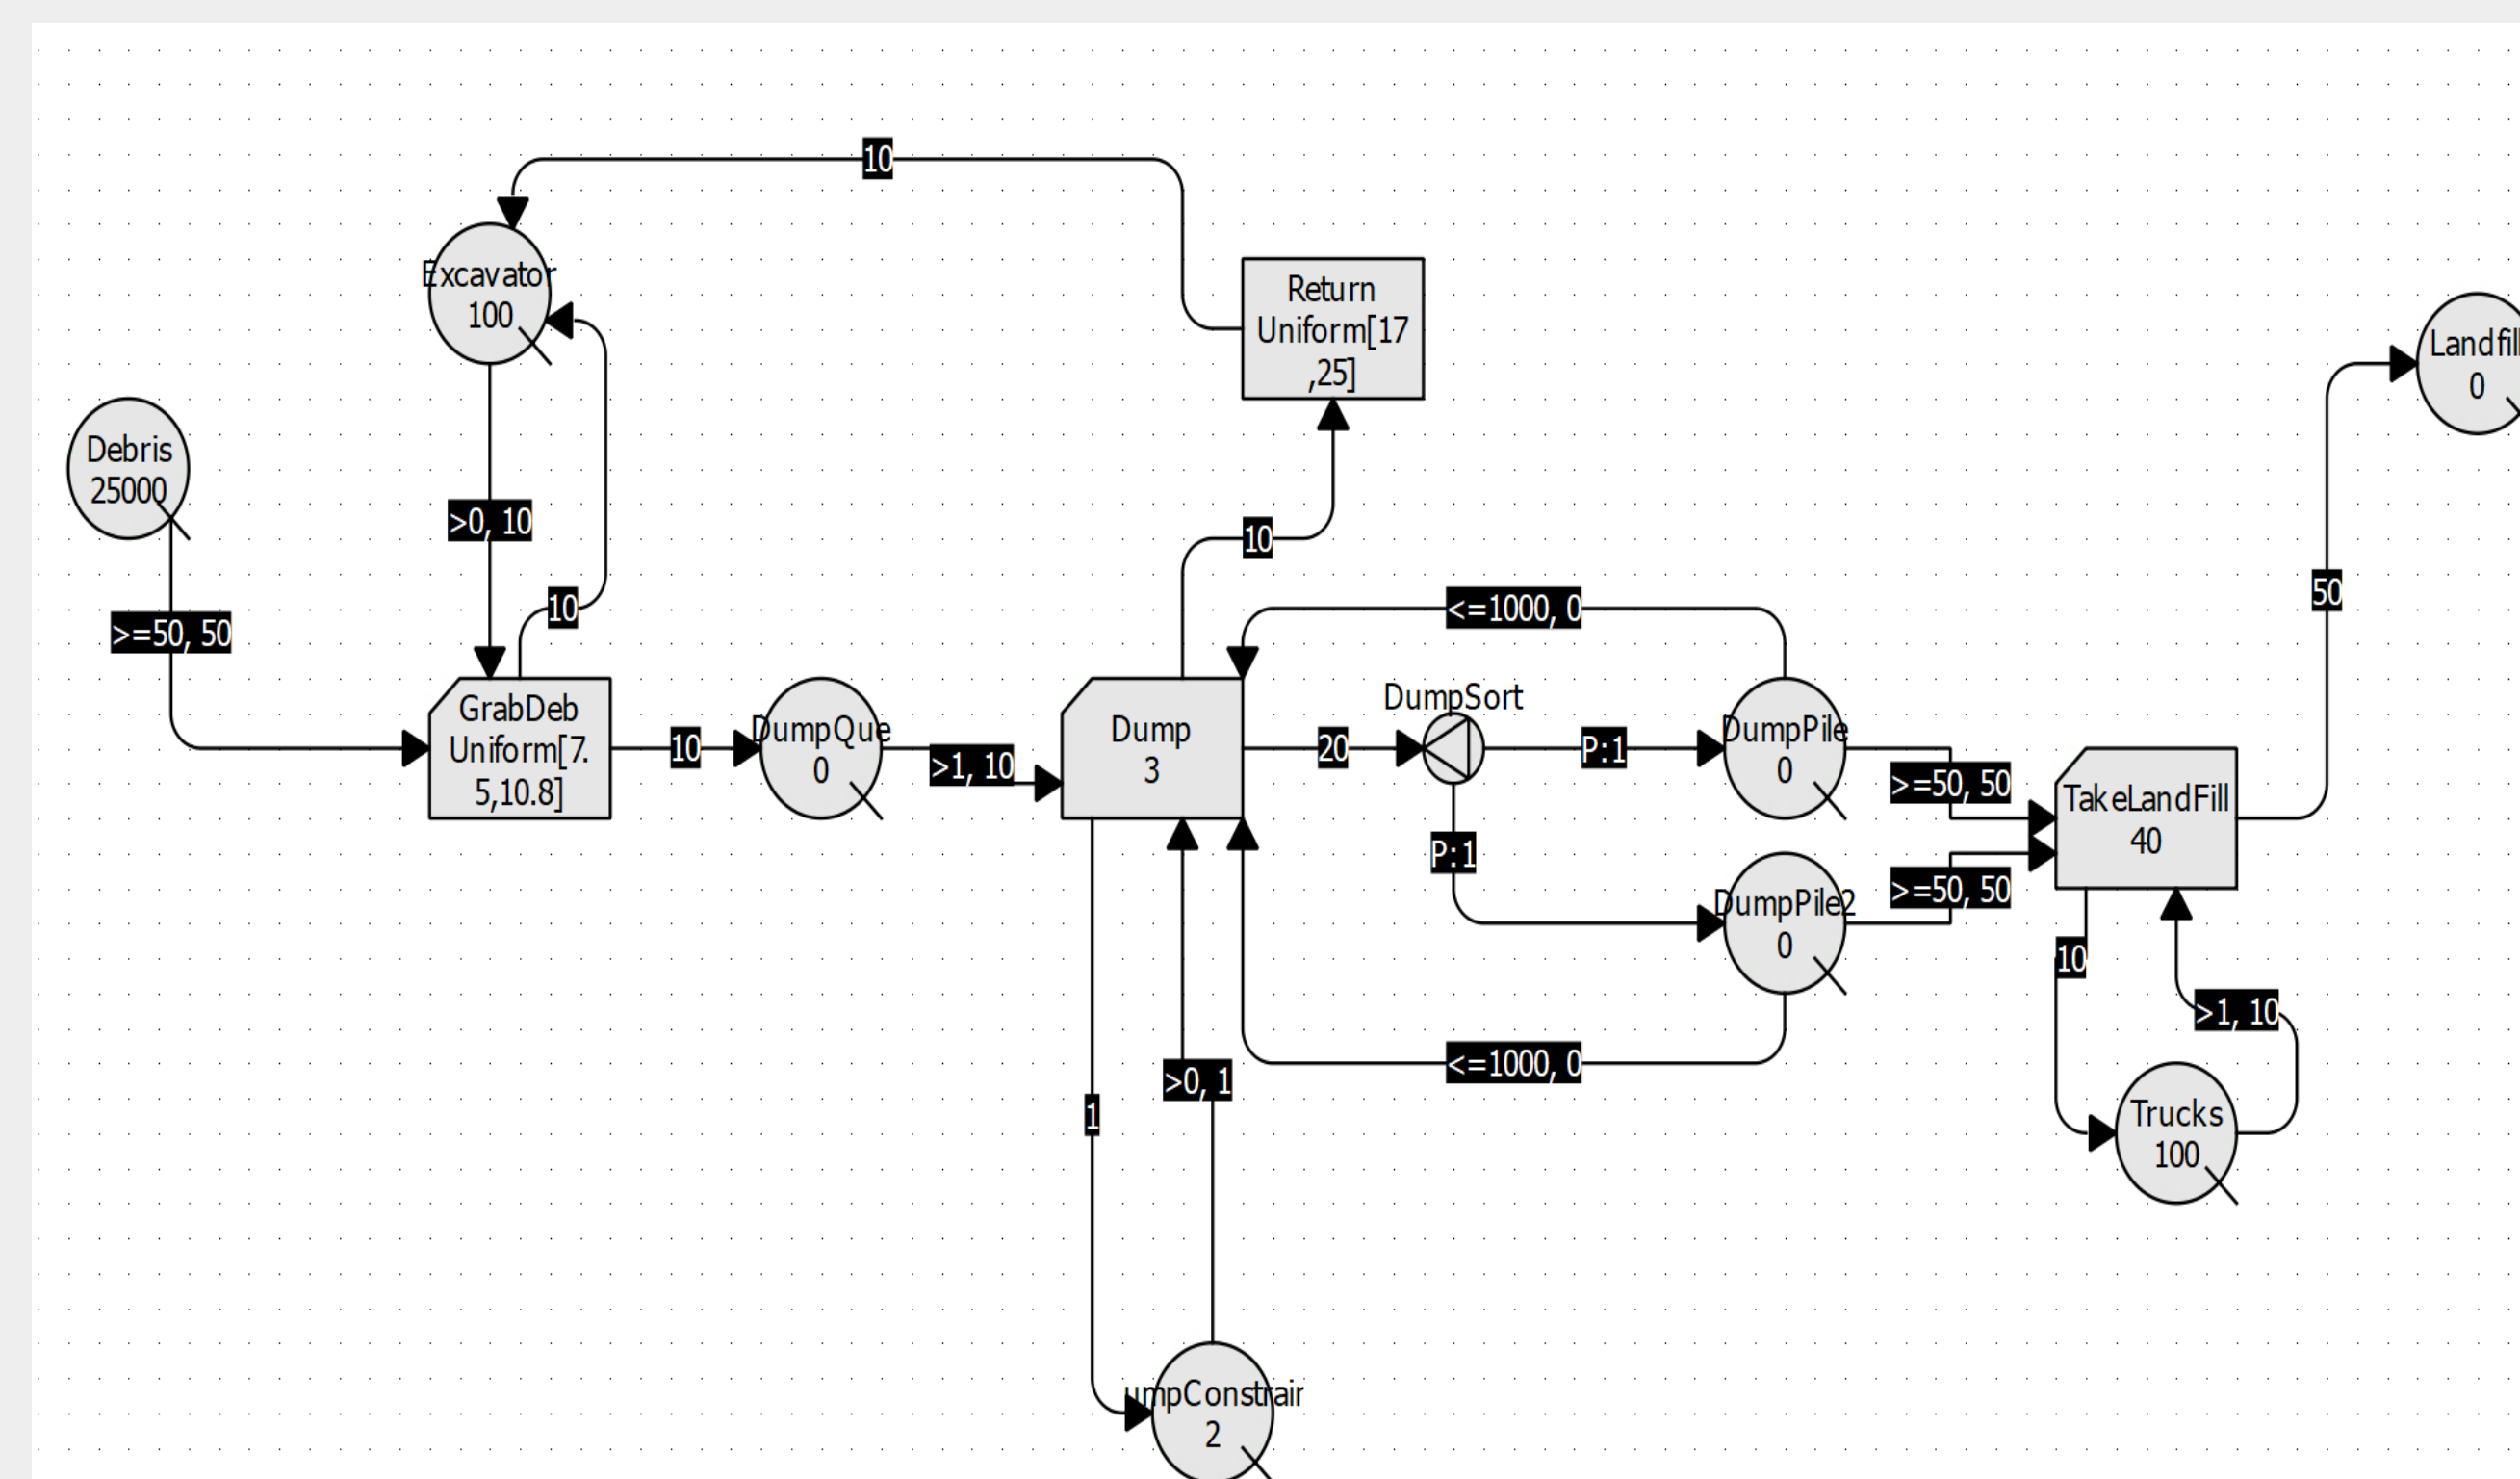 10
Excavator
100
Return
Uniform[17
,25]
Landfill
0
Debris
25000
>0, 10
10
50
10
<=1000, 0
>=50, 50
DumpSort
GrabDeb
Uniform[7.
5,10.8]
10
DumpQue
0
>1, 10
Dump
3
20
P:1
DumpPile
0
>=50, 50
TakeLandFill
40
P:1
DumpPile2
0
>=50, 50
10
>1, 10
<=1000, 0
>0, 1
1
Trucks
100
umpConstrair
2